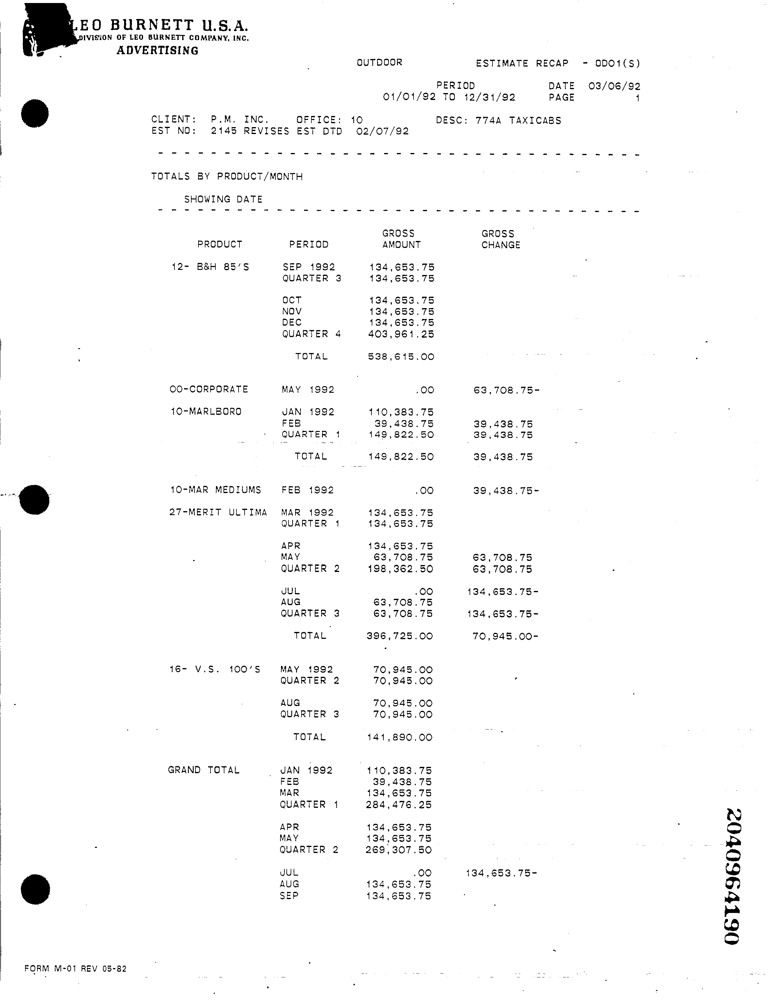 LEO BURNETT U.S.A.
DIVISION OF LEO BURNETT COMPANY, INC.
ADVERTISING
OUTDOOR ESTIMATE RECAP - ODO1(S)
PERIOD DATE 03/06/92
01/01/92 TO 12/31/92 PAGE 1
CLIENT: P.M. INC. OFFICE: 10 DESC: 774A TAXICABS
EST NO: 2145 REVISES EST DTD 02/07/92
TOTALS BY PRODUCT/MONTH
SHOWING DATE
GROSS GROSS
PRODUCT PERIOD AMOUNT CHANGE
12- B&H 85'S SEP 1992 134,653.75
QUARTER 3 134,653.75
OCT 134,653.75
NOV 134,653.75
DEC 134,653.75
QUARTER 4 403,961.25
TOTAL 538,615.00
00-CORPORATE MAY 1992 .00 63,708.75-
10-MARLBORO JAN 1992 110,383.75
FEB 39,438.75 39,438.75
QUARTER 1 149,822.50 39,438.75
TOTAL 149,822.50 39,438.75
10-MAR MEDIUMS FEB 1992 .00 39,438.75-
27-MERIT ULTIMA MAR 1992 134,653.75
QUARTER 1 134,653.75
APR 134,653.75
MAY 63,708.75 63,708.75
QUARTER 2 198,362.50 63,708.75
JUL .00 134,653.75-
AUG 63,708.75
QUARTER 3 63,708.75 134,653.75-
TOTAL 396,725.00 70,945.00-
16- V.S. 100'S MAY 1992 70,945.00
QUARTER 2 70,945.00
AUG 70,945.00
QUARTER 3 70,945.00
TOTAL 141,890.00
GRAND TOTAL JAN 1992 110,383.75
FEB 39,438.75
MAR 134,653.75
QUARTER 1 284,476.25
APR 134,653.75
MAY 134,653.75
QUARTER 2 269,307.50
JUL .00 134,653.75-
AUG 134,653.75
SEP 134,653.75
2040964190
FORM M-01 REV 05-82